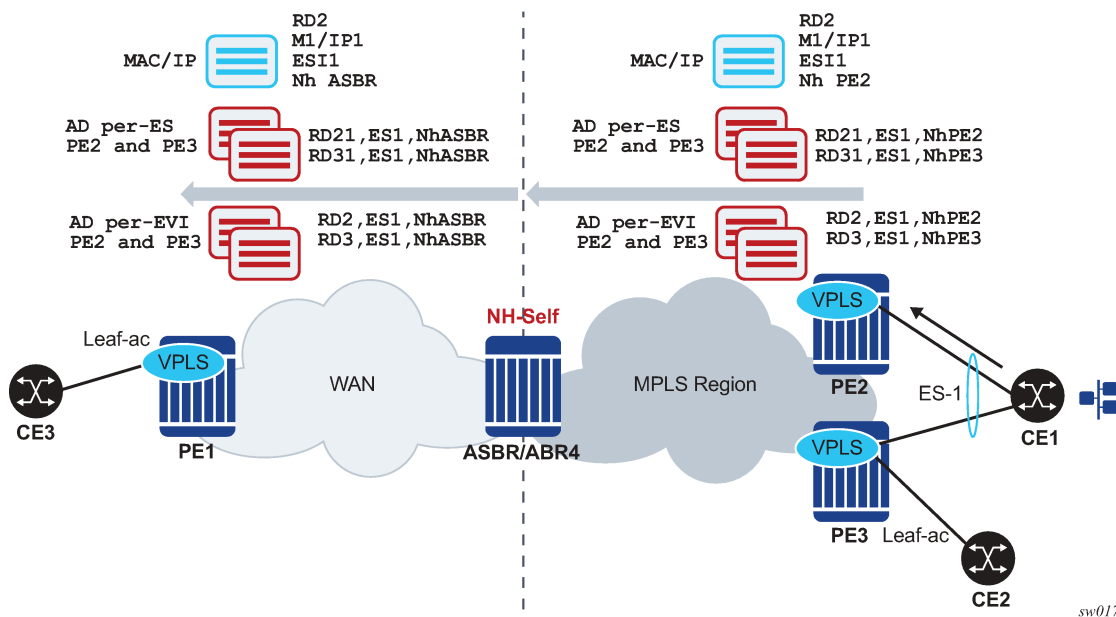 RD2
M1/IP1
ESI1
Nh ASBR
MAC/IP
RD2
M1/IP1
ESI1
Nh PE2
MAC/IP
AD per-ES
PE2 and PE3
RD21,ES1,NhASBR
RD31,ES1,NhASBR
AD per-ES
PE2 and PE3
RD21,ES1,NhPE2
RD31,ES1,NhPE3
AD per-EVI
PE2 and PE3
RD2,ES1,NhASBR
RD3,ES1,NhASBR
AD per-EVI
PE2 and PE3
RD2,ES1,NhPE2
RD3,ES1,NhPE3
NH-Self
VPLS
Leaf-ac
VPLS
WAN
MPLS Region
PE2
ES-1
CE3
PE1
ASBR/ABR4
VPLS
CE1
PE3
Leaf-ac
CE2
sw017